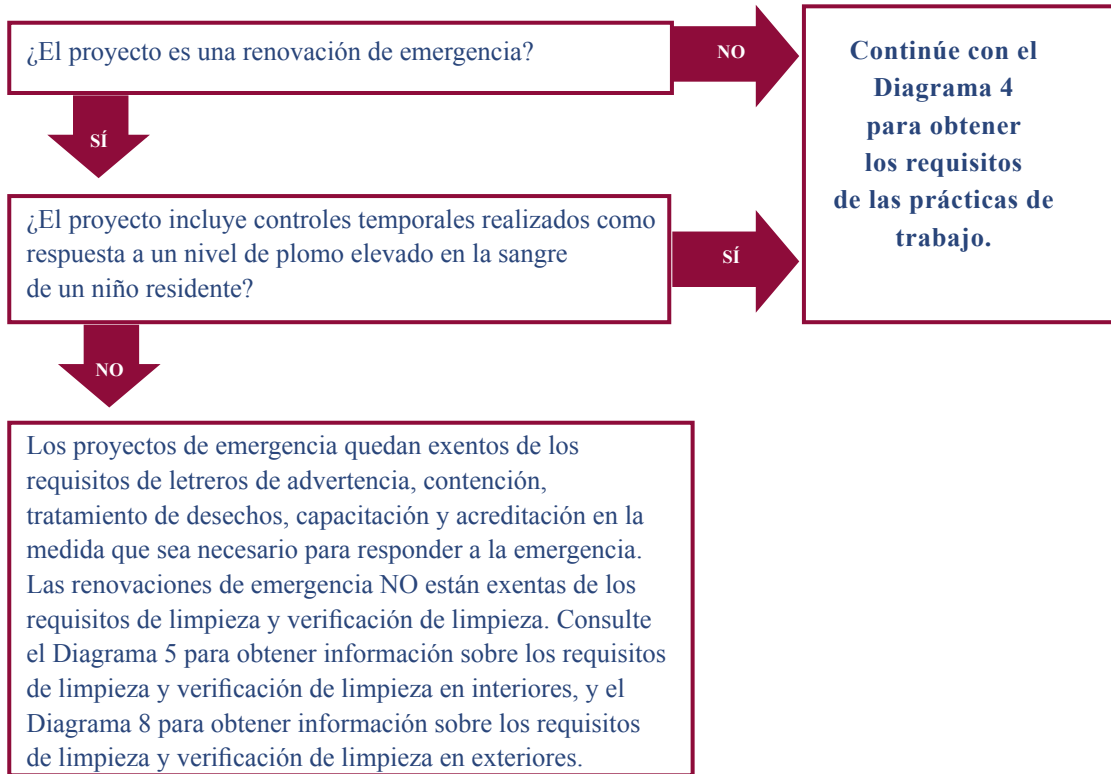 ¿El proyecto es una renovación de emergencia?
NO
SÍ
Continúe con el
Diagrama 4
para obtener
los requisitos
de las prácticas de
trabajo.
¿El proyecto incluye controles temporales realizados como
respuesta a un nivel de plomo elevado en la sangre
de un niño residente?
SÍ
NO
Los proyectos de emergencia quedan exentos de los
requisitos de letreros de advertencia, contención,
tratamiento de desechos, capacitación y acreditación en la
medida que sea necesario para responder a la emergencia.
Las renovaciones de emergencia NO están exentas de los
requisitos de limpieza y verificación de limpieza. Consulte
el Diagrama 5 para obtener información sobre los requisitos
de limpieza y verificación de limpieza en interiores, y el
Diagrama 8 para obtener información sobre los requisitos
de limpieza y verificación de limpieza en exteriores.